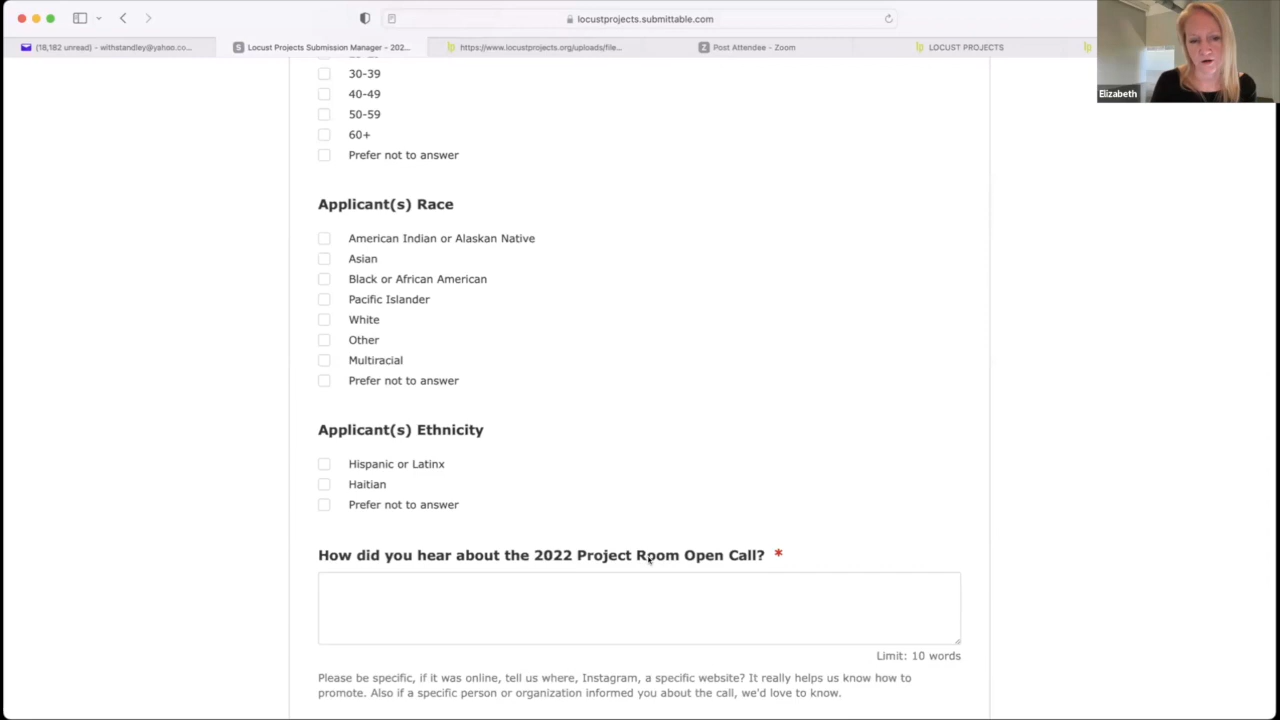 locustprojects.submittable.com
(18,182 unread) - withstandley@yahoo.co...
Locust Projects Submission Manager - 202...
https://www.locustprojects.org/uploads/file...
Post Attendee - Zoom
LOCUST PROJECTS
Elizabeth
30-39
40-49
50-59
60+
Prefer not to answer
Applicant(s) Race
American Indian or Alaskan Native
Asian
Black or African American
Pacific Islander
White
Other
Multiracial
Prefer not to answer
Applicant(s) Ethnicity
Hispanic or Latinx
Haitian
Prefer not to answer
How did you hear about the 2022 Project Room Open Call? *
Limit: 10 words
Please be specific, if it was online, tell us where, Instagram, a specific website? It really helps us know how to
promote. Also if a specific person or organization informed you about the call, we'd love to know.